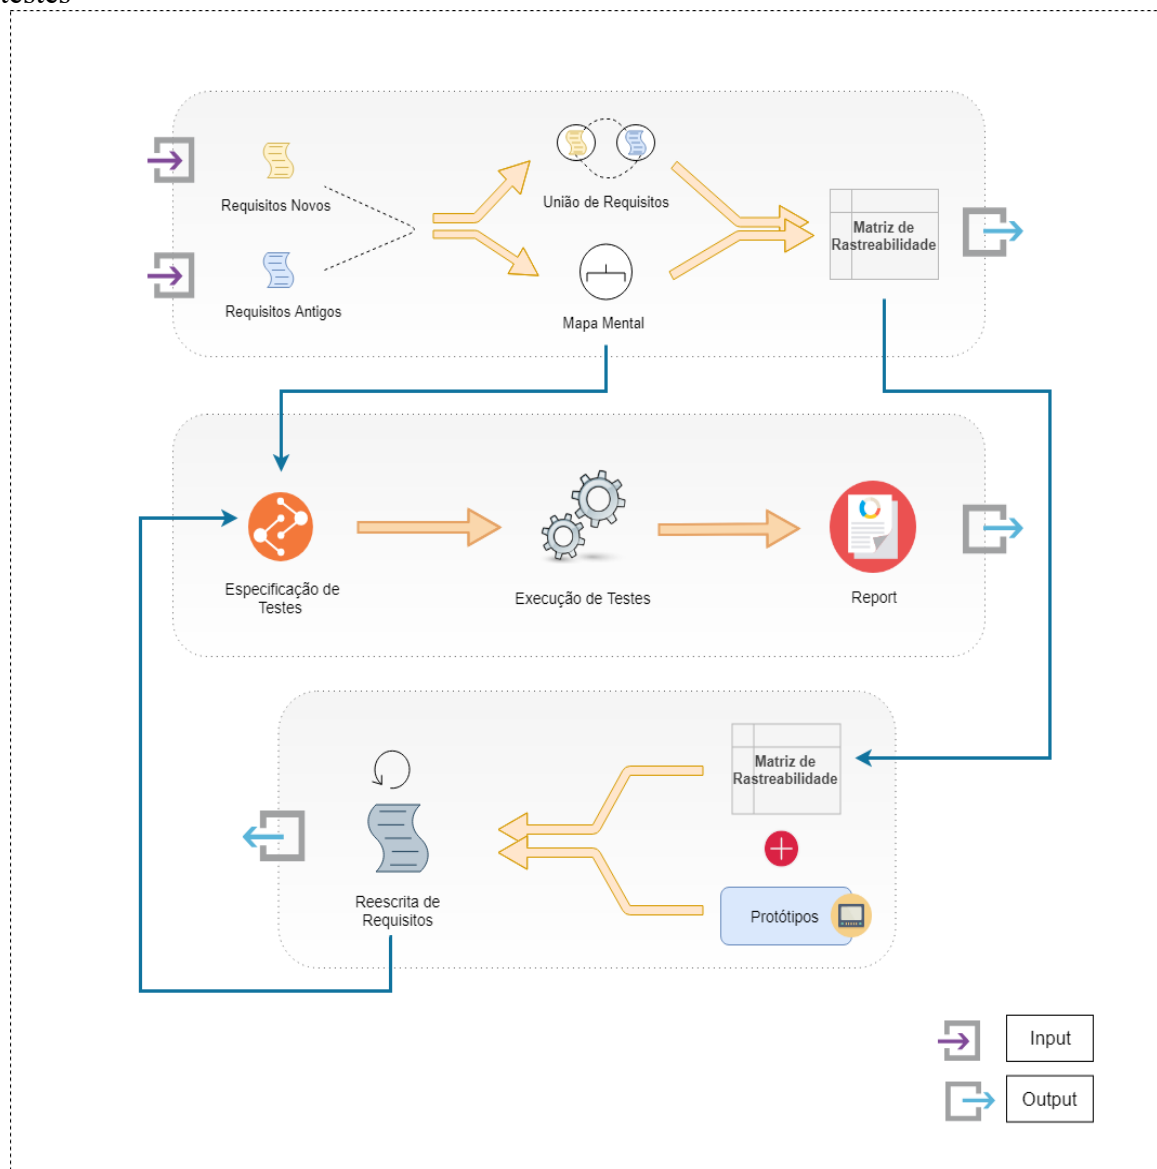 testes
Requisitos Novos
União de Requisitos
Matriz de
Rastreabilidade
Requisitos Antigos
Mapa Mental
Especificação de
Testes
Execução de Testes
Report
Matriz de
Rastreabilidade
Reescrita de
Requisitos
Protótipos
Input
Output